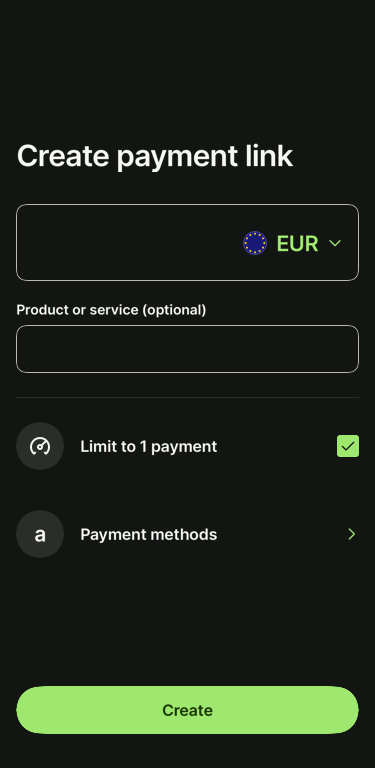 Create payment link
EUR
Product or service (optional)
Limit to 1 payment
a
Payment methods
Create